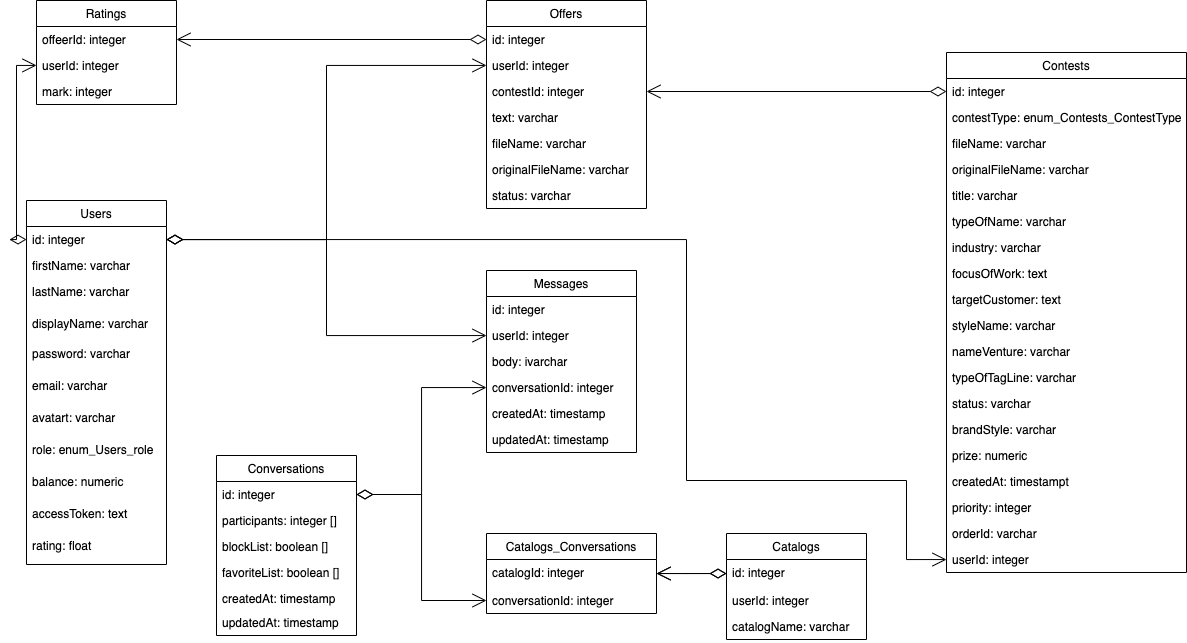 Ratings
offeerId: integer
userId: integer
mark: integer
Offers
id: integer
userId: integer
contestId: integer
text: varchar
fileName: varchar
originalFileName: varchar
status: varchar
Contests
id: integer
contestType: enum_Contests_ContestType
fileName: varchar
originalFileName: varchar
title: varchar
typeOfName: varchar
industry: varchar
focusOfWork: text
targetCustomer: text
styleName: varchar
nameVenture: varchar
typeOfTagLine: varchar
status: varchar
brandStyle: varchar
prize: numeric
createdAt: timestampt
priority: integer
orderId: varchar
userId: integer
Users
id: integer
firstName: varchar
lastName: varchar
displayName: varchar
password: varchar
email: varchar
avatart: varchar
role: enum_Users_role
balance: numeric
accessToken: text
rating: float
Messages
id: integer
userId: integer
body: ivarchar
conversationId: integer
createdAt: timestamp
updatedAt: timestamp
Conversations
id: integer
participants: integer []
blockList: boolean []
favoriteList: boolean []
createdAt: timestamp
updatedAt: timestamp
Catalogs_Conversations
catalogId: integer
conversationId: integer
Catalogs
id: integer
userId: integer
catalogName: varchar